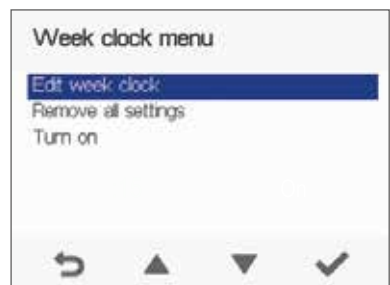 Week clock menu
Edit week clock
Remove all settings
Turn on